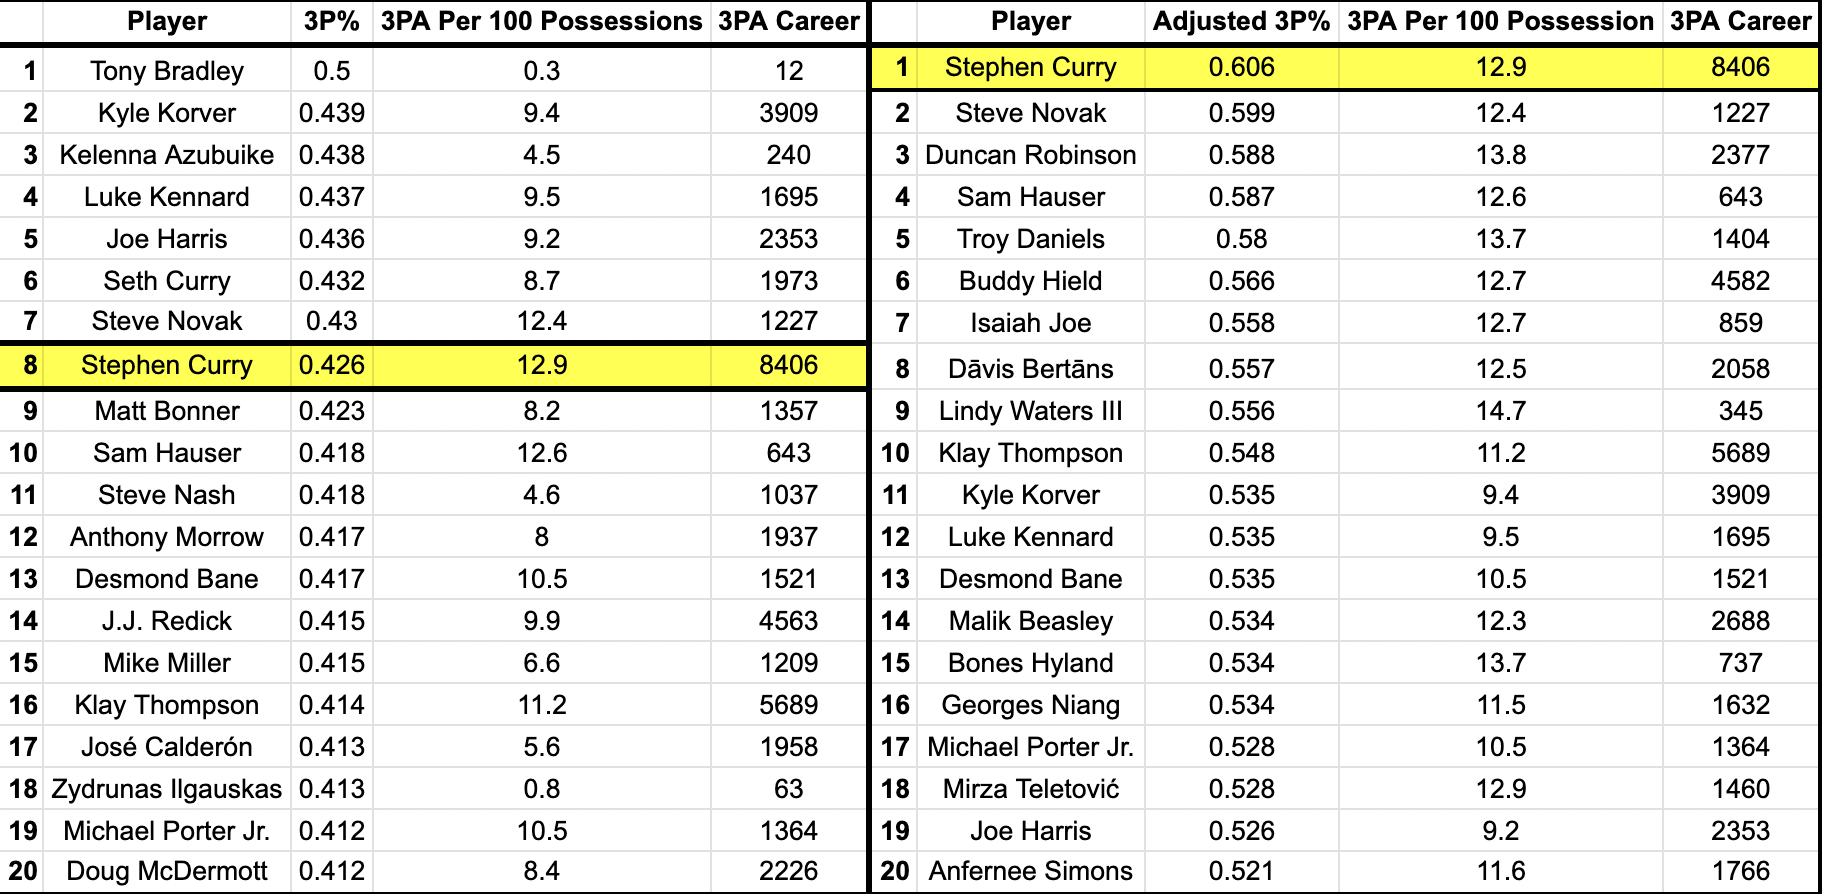 Player 3P% 3PA Per 100 Possessions 3PA Career Player Adjusted 3P% 3PA Per 100 Possession 3PA Career
1 Tony Bradley 0.5 0.3 12 1 Stephen Curry 0.606 12.9 8406
2 Kyle Korver 0.439 9.4 3909 2 Steve Novak 0.599 12.4 1227
3 Kelenna Azubuike 0.438 4.5 240 3 Duncan Robinson 0.588 13.8 2377
4 Luke Kennard 0.437 9.5 1695 4 Sam Hauser 0.587 12.6 643
5 Joe Harris 0.436 9.2 2353 5 Troy Daniels 0.58 13.7 1404
6 Seth Curry 0.432 8.7 1973 6 Buddy Hield 0.566 12.7 4582
7 Steve Novak 0.43 12.4 1227 7 Isaiah Joe 0.558 12.7 859
8 Stephen Curry 0.426 12.9 8406 8 Dāvis Bertāns 0.557 12.5 2058
9 Matt Bonner 0.423 8.2 1357 9 Lindy Waters III 0.556 14.7 345
10 Sam Hauser 0.418 12.6 643 10 Klay Thompson 0.548 11.2 5689
11 Steve Nash 0.418 4.6 1037 11 Kyle Korver 0.535 9.4 3909
12 Anthony Morrow 0.417 8 1937 12 Luke Kennard 0.535 9.5 1695
13 Desmond Bane 0.417 10.5 1521 13 Desmond Bane 0.535 10.5 1521
14 J.J. Redick 0.415 9.9 4563 14 Malik Beasley 0.534 12.3 2688
15 Mike Miller 0.415 6.6 1209 15 Bones Hyland 0.534 13.7 737
16 Klay Thompson 0.414 11.2 5689 16 Georges Niang 0.534 11.5 1632
17 José Calderón 0.413 5.6 1958 17 Michael Porter Jr. 0.528 10.5 1364
18 Zydrunas Ilgauskas 0.413 0.8 63 18 Mirza Teletović 0.528 12.9 1460
19 Michael Porter Jr. 0.412 10.5 1364 19 Joe Harris 0.526 9.2 2353
20 Doug McDermott 0.412 8.4 2226 20 Anfernee Simons 0.521 11.6 1766